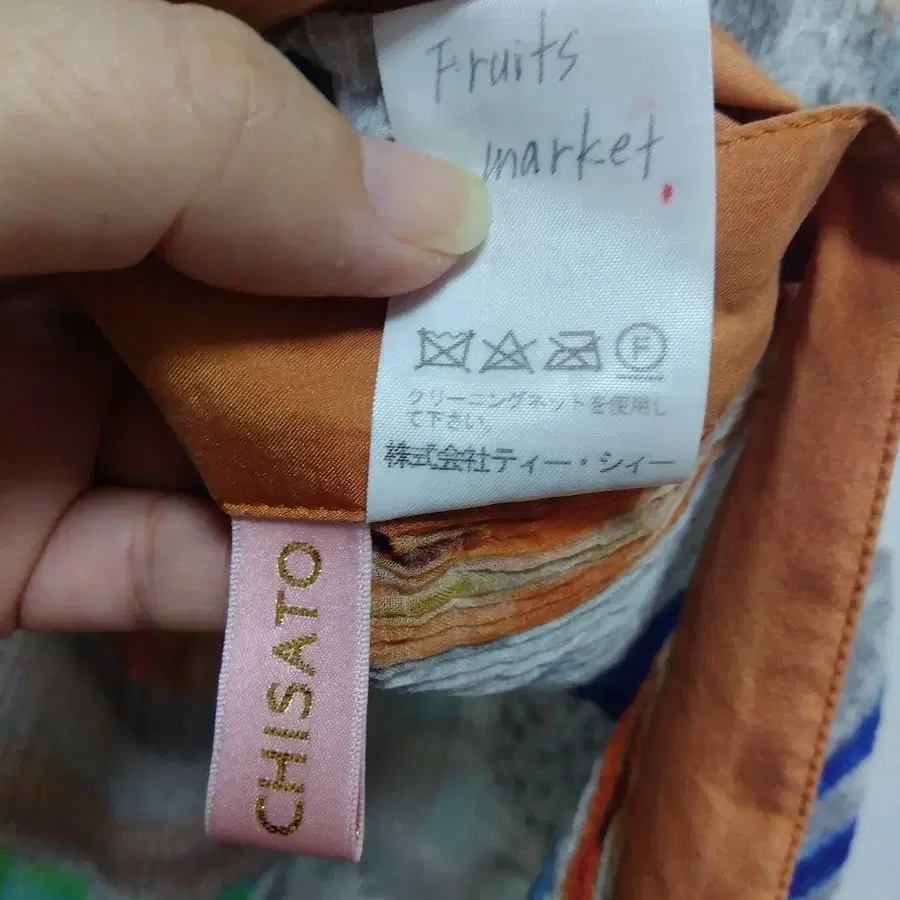 Fruits
market
F
クリーニングネットを使用し
て下さい。
株式会社ティー・シィー
CHISATO